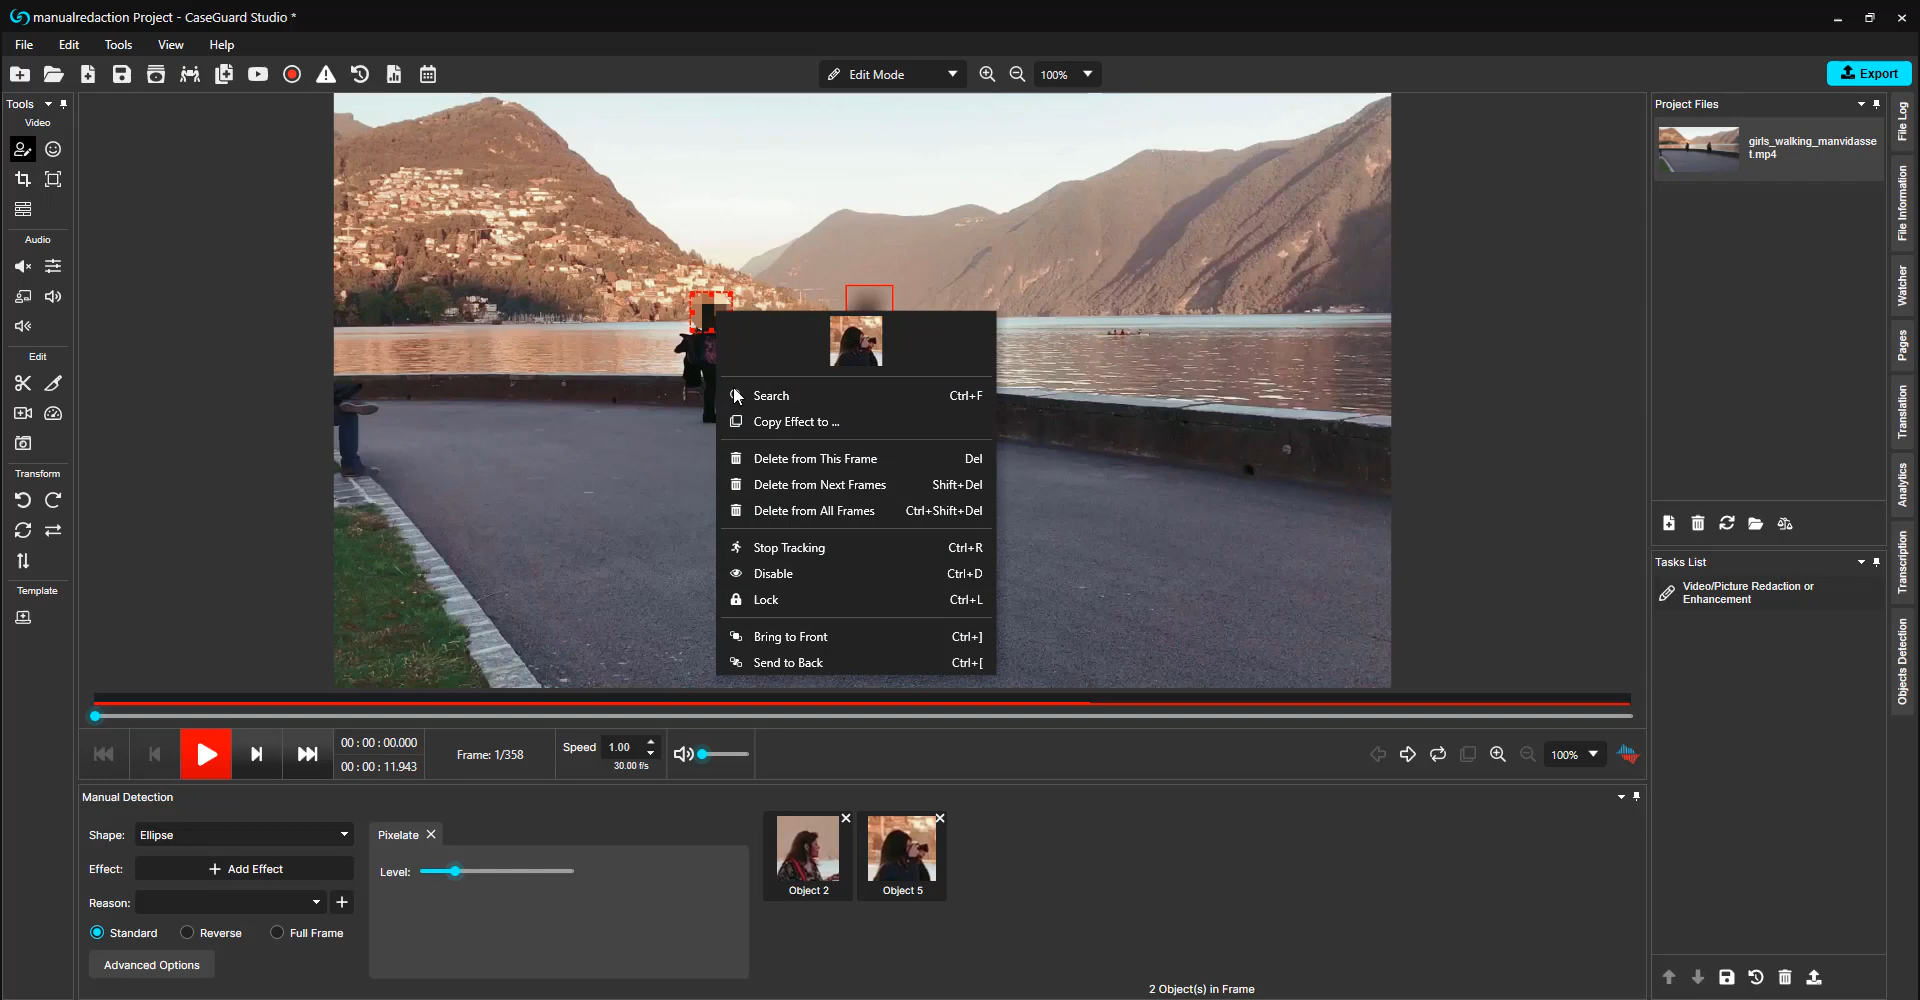 manualredaction Project - CaseGuard Studio *
File Edit Tools View Help
Edit Mode
100%
Export
Tools
Video
Audio
Edit
Transform
Template
Search Ctrl+F
Copy Effect to ...
Delete from This Frame Del
Delete from Next Frames Shift+Del
Delete from All Frames Ctrl+Shift+Del
Stop Tracking Ctrl+R
Disable Ctrl+D
Lock Ctrl+L
Bring to Front Ctrl+]
Send to Back Ctrl+[
Project Files
girls_walking_manvidasse
t.mp4
Tasks List
Video/Picture Redaction or
Enhancement
File Log
File Information
Watcher
Pages
Translation
Analytics
Transcription
Objects Detection
00 : 00 : 00.000
00 : 00 : 11.943
Frame: 1/358
Speed 1.00
30.00 f/s
100%
Manual Detection
Shape: Ellipse
Effect: + Add Effect
Reason:
Standard Reverse Full Frame
Advanced Options
Pixelate
Level:
Object 2
Object 5
2 Object(s) in Frame